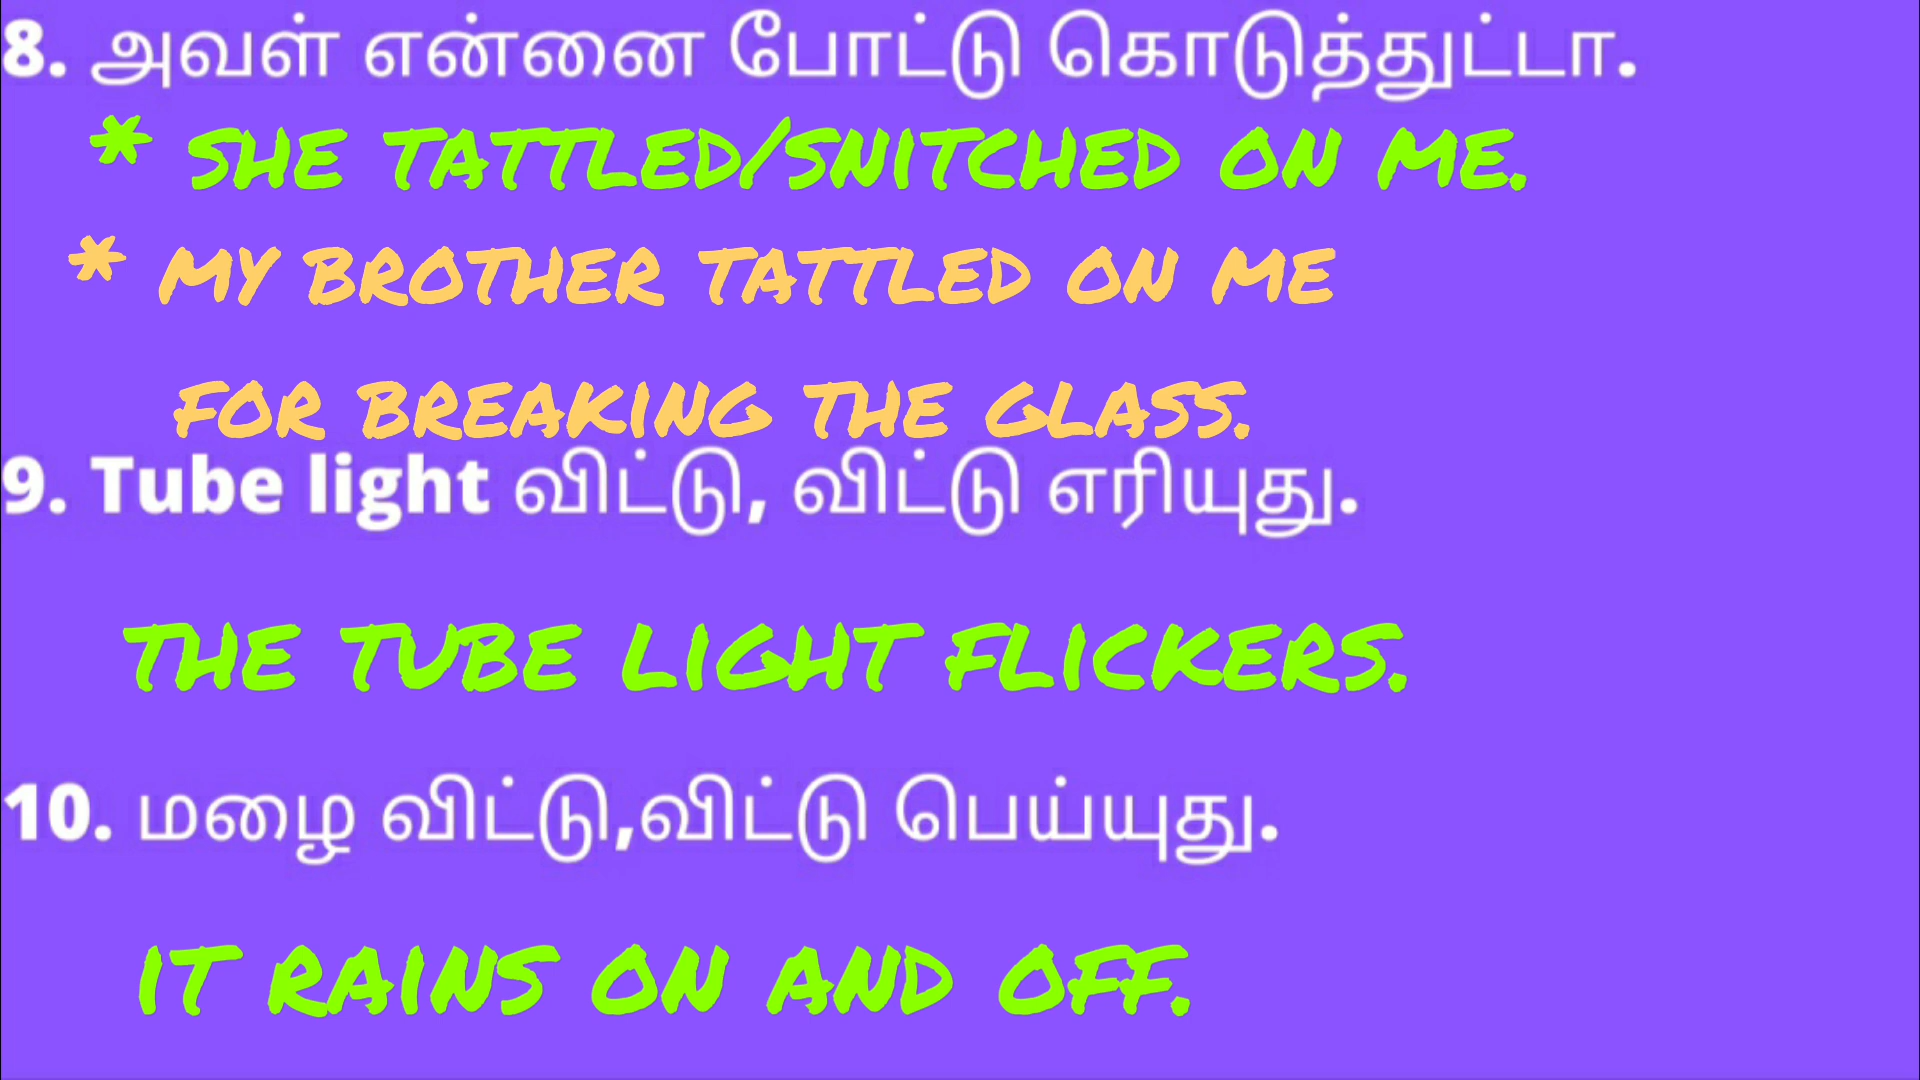 8. அவள் என்னை போட்டு கொடுத்துட்டா.
* SHE TATTLED/SNITCHED ON ME.
* MY BROTHER TATTLED ON ME
FOR BREAKING THE GLASS.
9. Tube light விட்டு, விட்டு எரியுது.
THE TUBE LIGHT FLICKERS.
10. மழை விட்டு,விட்டு பெய்யுது.
IT RAINS ON AND OFF.